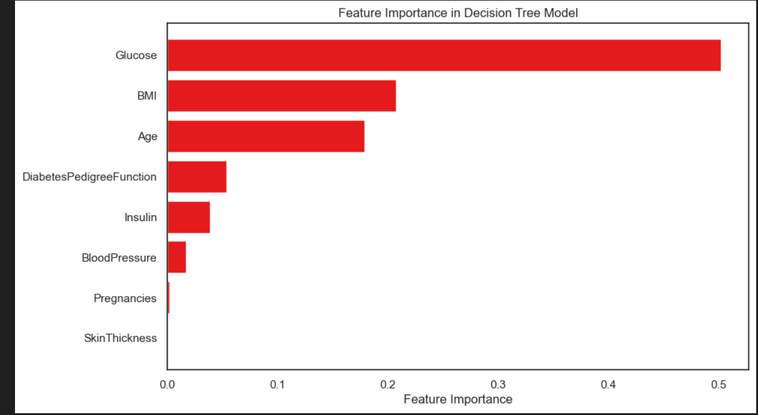 Feature Importance in Decision Tree Model
Glucose
BMI
Age
DiabetesPedigreeFunction
Insulin
BloodPressure
Pregnancies
SkinThickness
0.0 0.1 0.2 0.3 0.4 0.5
Feature Importance